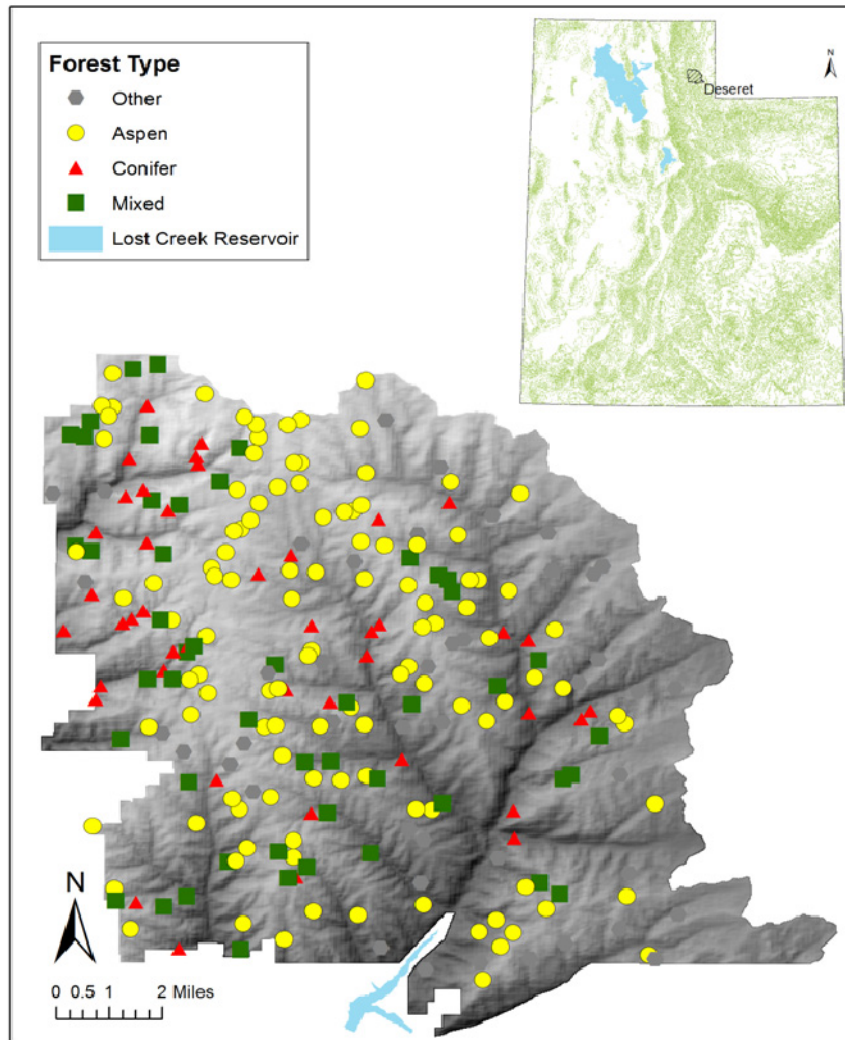 Forest Type
Other
Aspen
Conifer
Mixed
Lost Creek Reservoir
N
Deseret
N
0 0.5 1 2 Miles